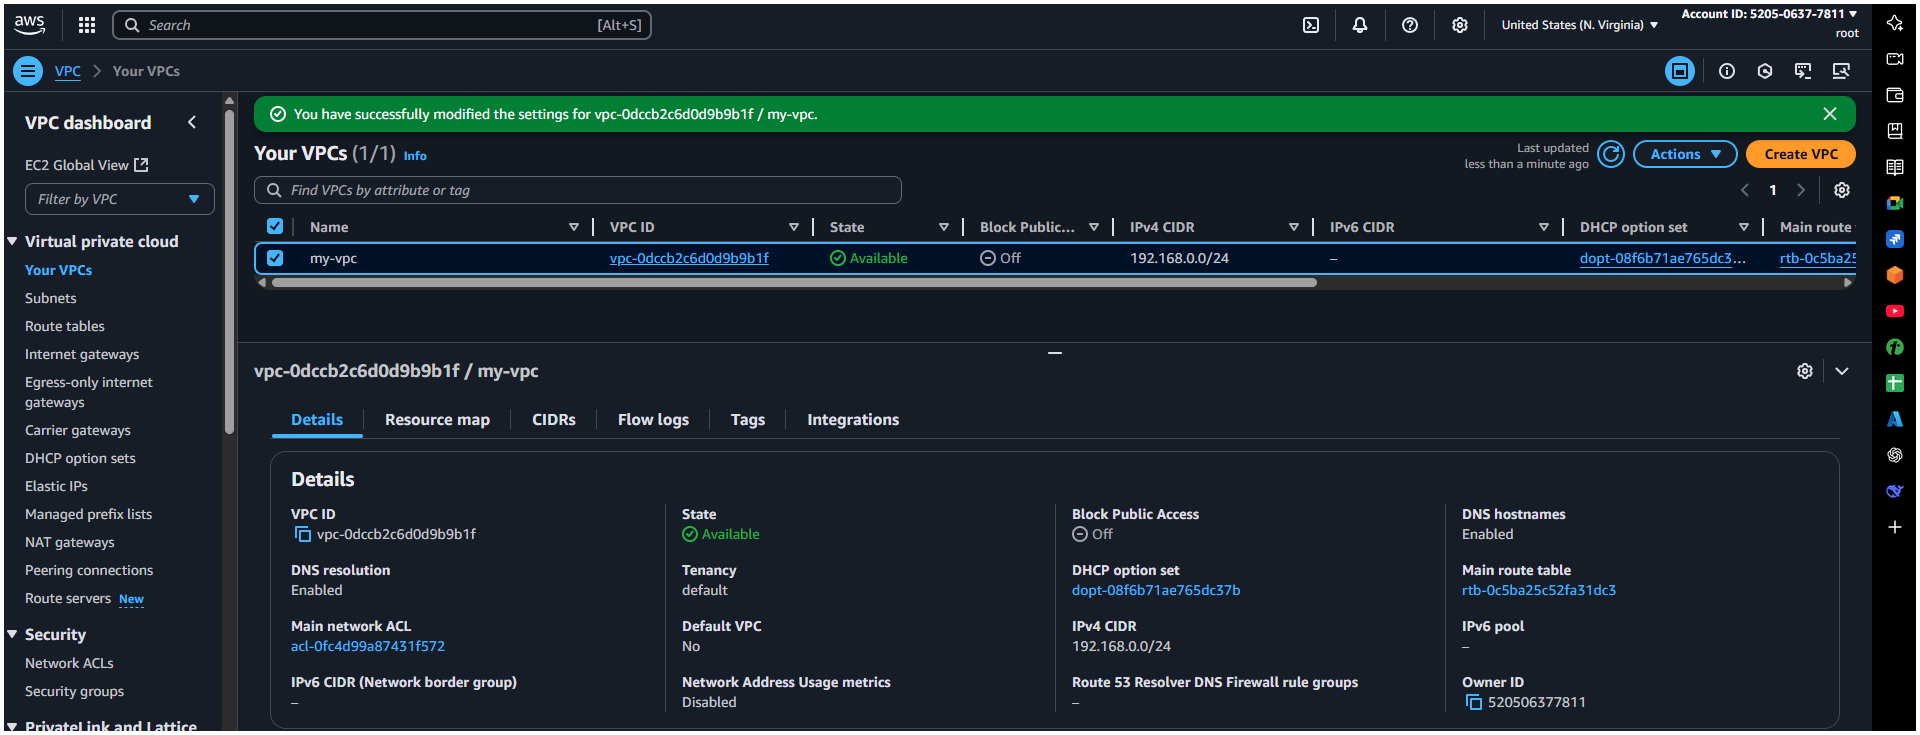 aws
Search [Alt+S]
United States (N. Virginia)
Account ID: 5205-0637-7811
root
VPC
Your VPCs
VPC dashboard
EC2 Global View
Filter by VPC
Virtual private cloud
Your VPCs
Subnets
Route tables
Internet gateways
Egress-only internet
gateways
Carrier gateways
DHCP option sets
Elastic IPs
Managed prefix lists
NAT gateways
Peering connections
Route servers New
Security
Network ACLs
Security groups
PrivateLink and Lattice
You have successfully modified the settings for vpc-0dccb2c6d0d9b9b1f / my-vpc.
Your VPCs (1/1) Info
Last updated
less than a minute ago
Actions
Create VPC
Find VPCs by attribute or tag
1
Name VPC ID State Block Public... IPv4 CIDR IPv6 CIDR DHCP option set Main route
my-vpc vpc-0dccb2c6d0d9b9b1f Available Off 192.168.0.0/24 – dopt-08f6b71ae765dc3... rtb-0c5ba25
vpc-0dccb2c6d0d9b9b1f / my-vpc
Details Resource map CIDRs Flow logs Tags Integrations
Details
VPC ID State Block Public Access DNS hostnames
vpc-0dccb2c6d0d9b9b1f Available Off Enabled
DNS resolution Tenancy DHCP option set Main route table
Enabled default dopt-08f6b71ae765dc37b rtb-0c5ba25c52fa31dc3
Main network ACL Default VPC IPv4 CIDR IPv6 pool
acl-0fc4d99a87431f572 No 192.168.0.0/24 –
IPv6 CIDR (Network border group) Network Address Usage metrics Route 53 Resolver DNS Firewall rule groups Owner ID
– Disabled – 520506377811